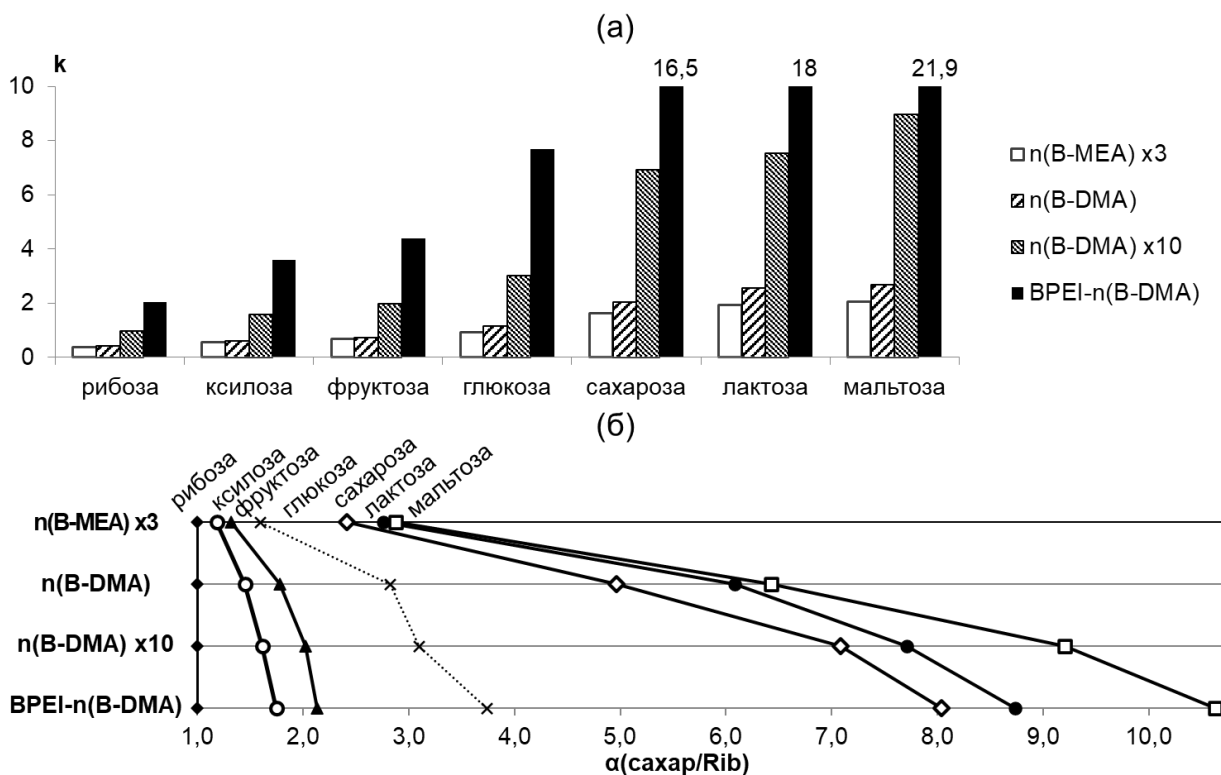 (а)
k
16,5 18 21,9
10
8
6
4
2
0
рибоза ксилоза фруктоза глюкоза сахароза лактоза мальтоза
n(B-MEA) x3
n(B-DMA)
n(B-DMA) x10
BPEI-n(B-DMA)
(б)
рибоза
ксилоза
фруктоза
глюкоза
сахароза
лактоза
мальтоза
n(B-MEA) x3
n(B-DMA)
n(B-DMA) x10
BPEI-n(B-DMA)
1,0 2,0 3,0 4,0 5,0 6,0 7,0 8,0 9,0 10,0
α(сахар/Rib)